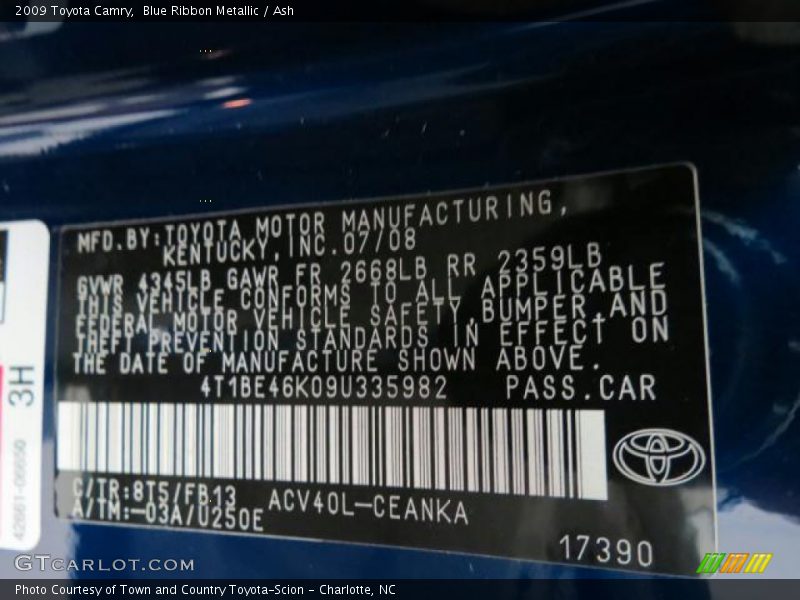 2009 Toyota Camry,  Blue Ribbon Metallic / Ash
MFD.BY:TOYOTA MOTOR MANUFACTURING,
KENTUCKY,INC.07/08
GVWR 4345LB GAWR FR 2668LB RR 2359LB
THIS VEHICLE CONFORMS TO ALL APPLICABLE
FEDERAL MOTOR VEHICLE SAFETY,BUMPER,AND
THEFT PREVENTION STANDARDS IN EFFECT ON
THE DATE OF MANUFACTURE SHOWN ABOVE.
4T1BE46K09U335982 PASS.CAR
C/TR:8T5/FB13
A/TM:-03A/U250E
ACV40L-CEANKA
17390
3H
GTCARLOT.COM
Photo Courtesy of Town and Country Toyota-Scion - Charlotte, NC